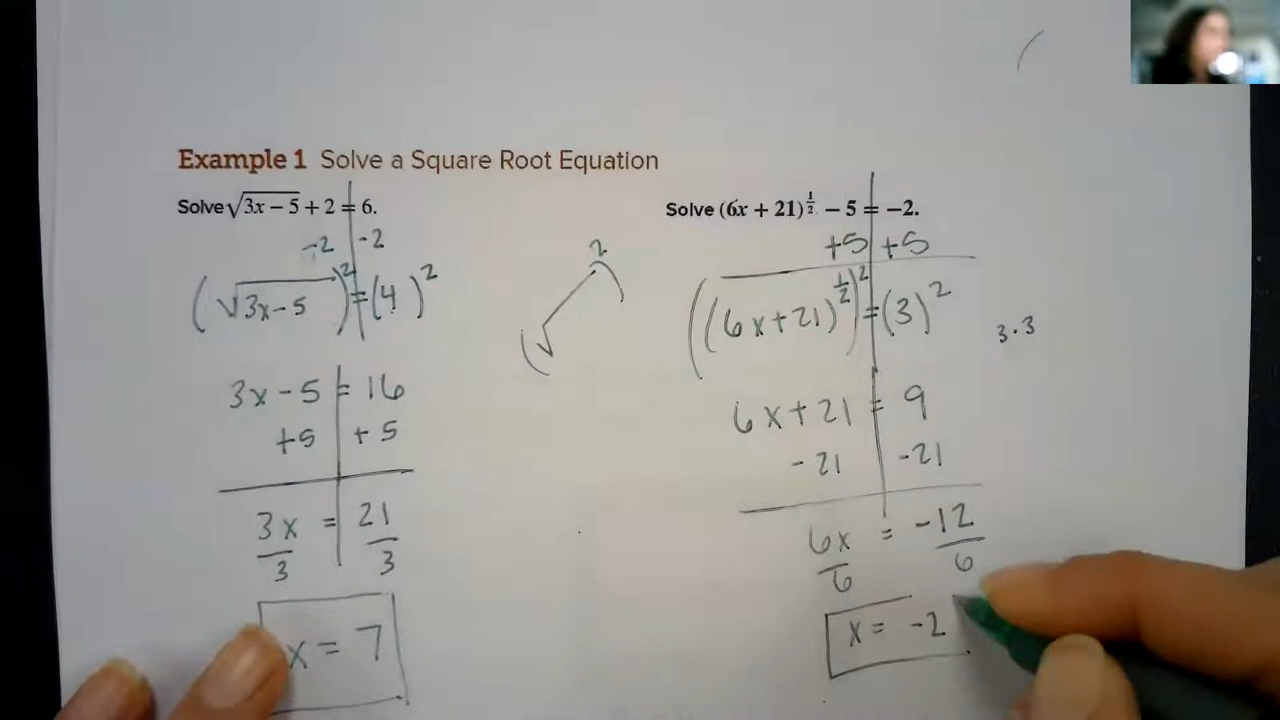 Example 1 Solve a Square Root Equation
Solve √3x − 5 + 2 = 6.
-2 | -2
(√3x-5)² = (4)²
3x - 5 = 16
+5 | +5
3x = 21
3 3
x = 7
(√ )²
Solve (6x + 21)^½ − 5 = −2.
+5 | +5
((6x+21)^½)² = (3)²
3·3
6x+21 = 9
-21 -21
6x = -12
6 6
x = -2